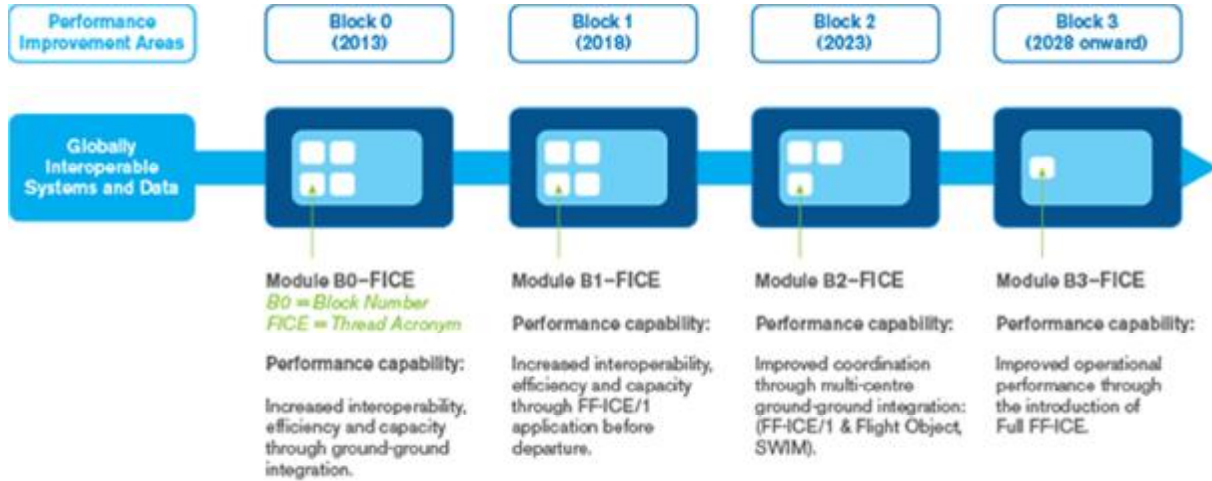 Performance
Improvement Areas
Block 0
(2013)
Block 1
(2018)
Block 2
(2023)
Block 3
(2028 onward)
Globally
Interoperable
Systems and Data
Module B0–FICE
B0 = Block Number
FICE = Thread Acronym
Performance capability:
Increased interoperability,
efficiency and capacity
through ground-ground
integration.
Module B1–FICE
Performance capability:
Increased interoperability,
efficiency and capacity
through FF-ICE/1
application before
departure.
Module B2–FICE
Performance capability:
Improved coordination
through multi-centre
ground-ground integration:
(FF-ICE/1 & Flight Object,
SWIM).
Module B3–FICE
Performance capability:
Improved operational
performance through
the introduction of
Full FF-ICE.